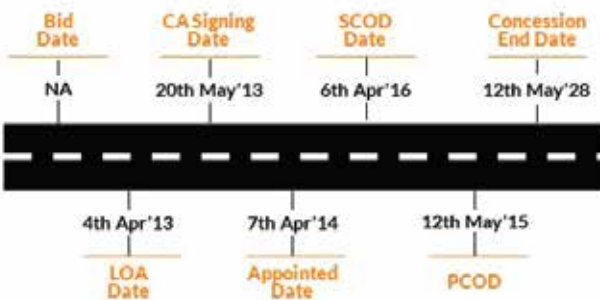 Bid
Date
CA Signing
Date
SCOD
Date
Concession
End Date
NA
20th May'13
6th Apr'16
12th May'28
4th Apr'13
7th Apr'14
12th May'15
LOA
Date
Appointed
Date
PCOD